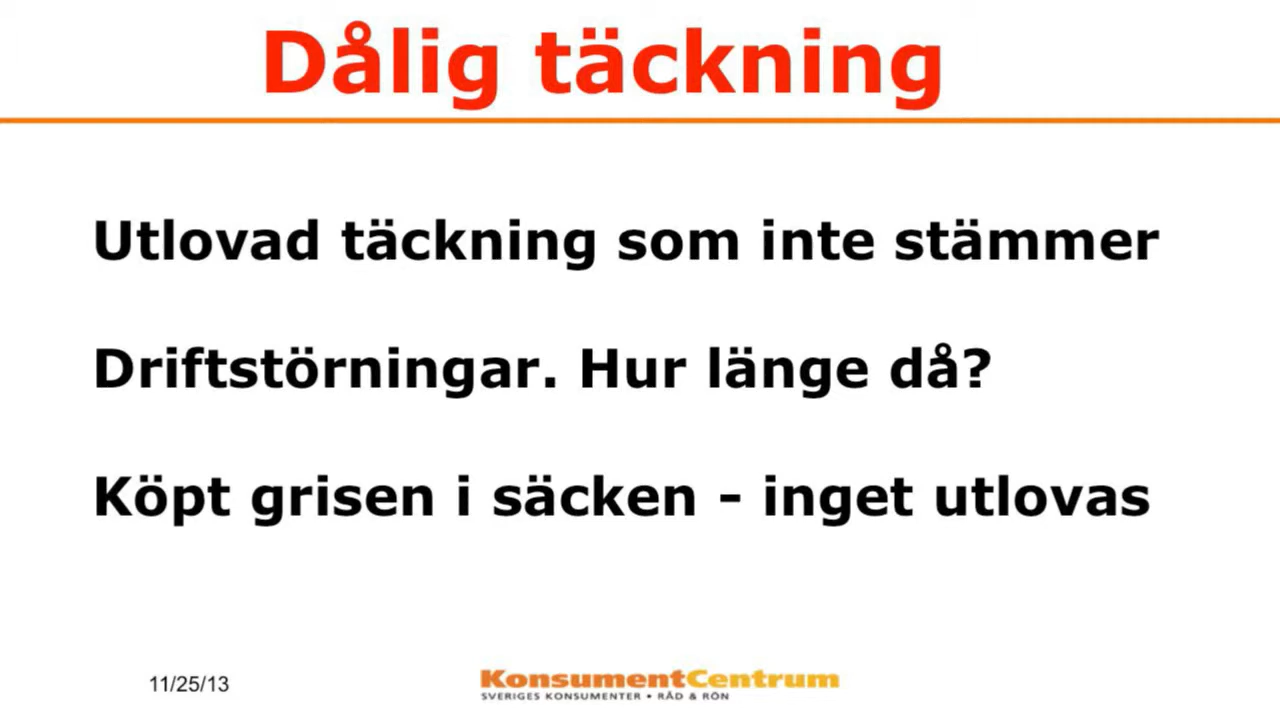 Dålig täckning
Utlovad täckning som inte stämmer
Driftstörningar. Hur länge då?
Köpt grisen i säcken - inget utlovas
11/25/13
KonsumentCentrum
SVERIGES KONSUMENTER • RÅD & RÖN